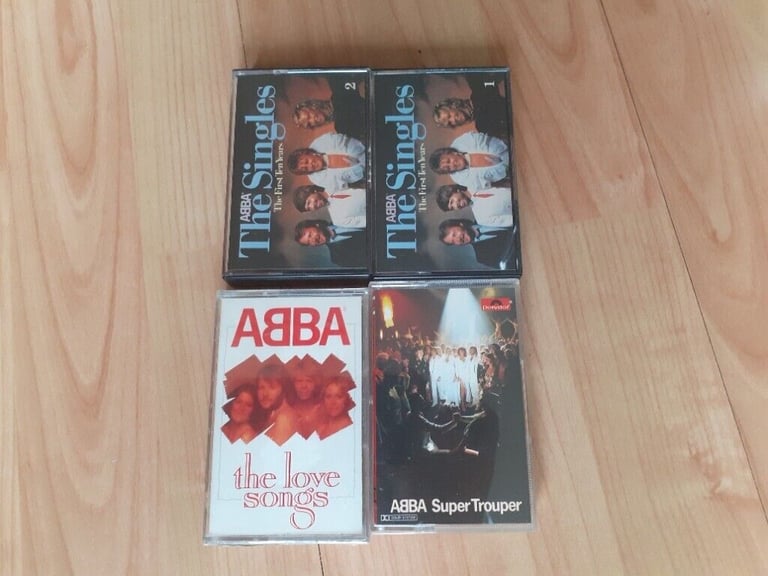 ABBA
The Singles
The First Ten Years
2
ABBA
The Singles
The First Ten Years
1
ABBA
the love
songs
Polydor
ABBA Super Trouper